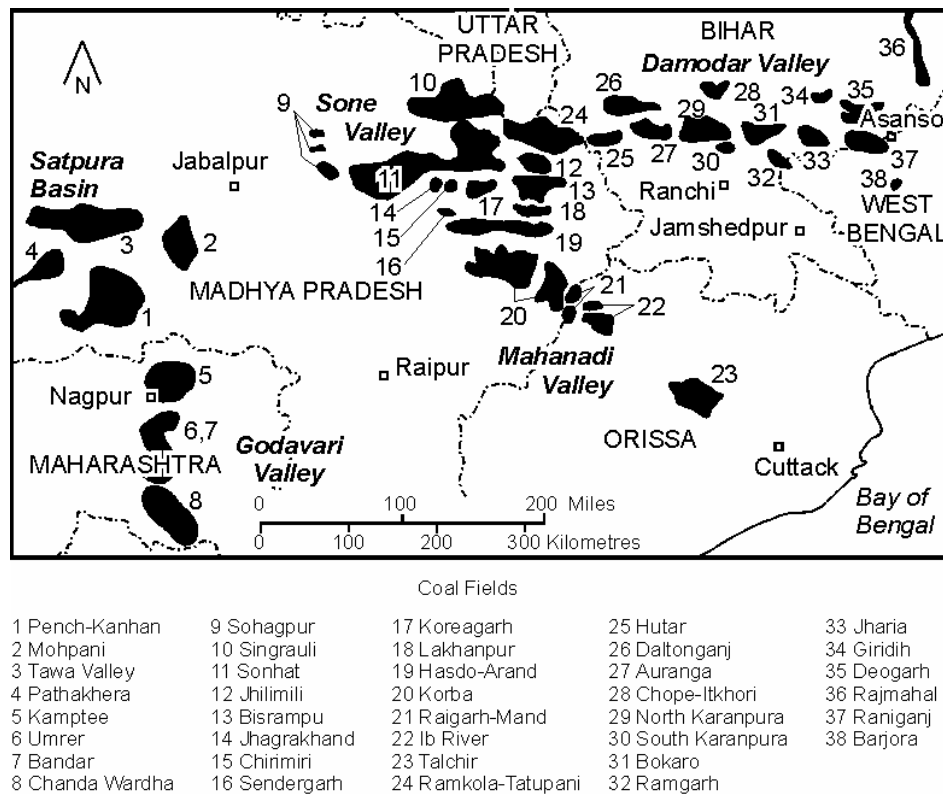 UTTAR
PRADESH
BIHAR
Damodar Valley
36
N
10
26
28
34
35
9
Sone
Valley
24
29
31
Asanso
Satpura
Basin
Jabalpur
25
27
30
32
33
37
11
12
13
14
17
18
Ranchi
38
WEST
BENGAL
4
3
2
15
16
19
Jamshedpur
MADHYA PRADESH
1
20
21
22
Mahanadi
Valley
5
Nagpur
Raipur
23
6,7
MAHARASHTRA
Godavari
Valley
ORISSA
Cuttack
8
0 100 200 Miles
0 100 200 300 Kilometres
Bay of
Bengal
Coal Fields
1 Pench-Kanhan
2 Mohpani
3 Tawa Valley
4 Pathakhera
5 Kamptee
6 Umrer
7 Bandar
8 Chanda Wardha
9 Sohagpur
10 Singrauli
11 Sonhat
12 Jhilimili
13 Bisrampu
14 Jhagrakhand
15 Chirimiri
16 Sendergarh
17 Koreagarh
18 Lakhanpur
19 Hasdo-Arand
20 Korba
21 Raigarh-Mand
22 Ib River
23 Talchir
24 Ramkola-Tatupani
25 Hutar
26 Daltonganj
27 Auranga
28 Chope-Itkhori
29 North Karanpura
30 South Karanpura
31 Bokaro
32 Ramgarh
33 Jharia
34 Giridih
35 Deogarh
36 Rajmahal
37 Raniganj
38 Barjora